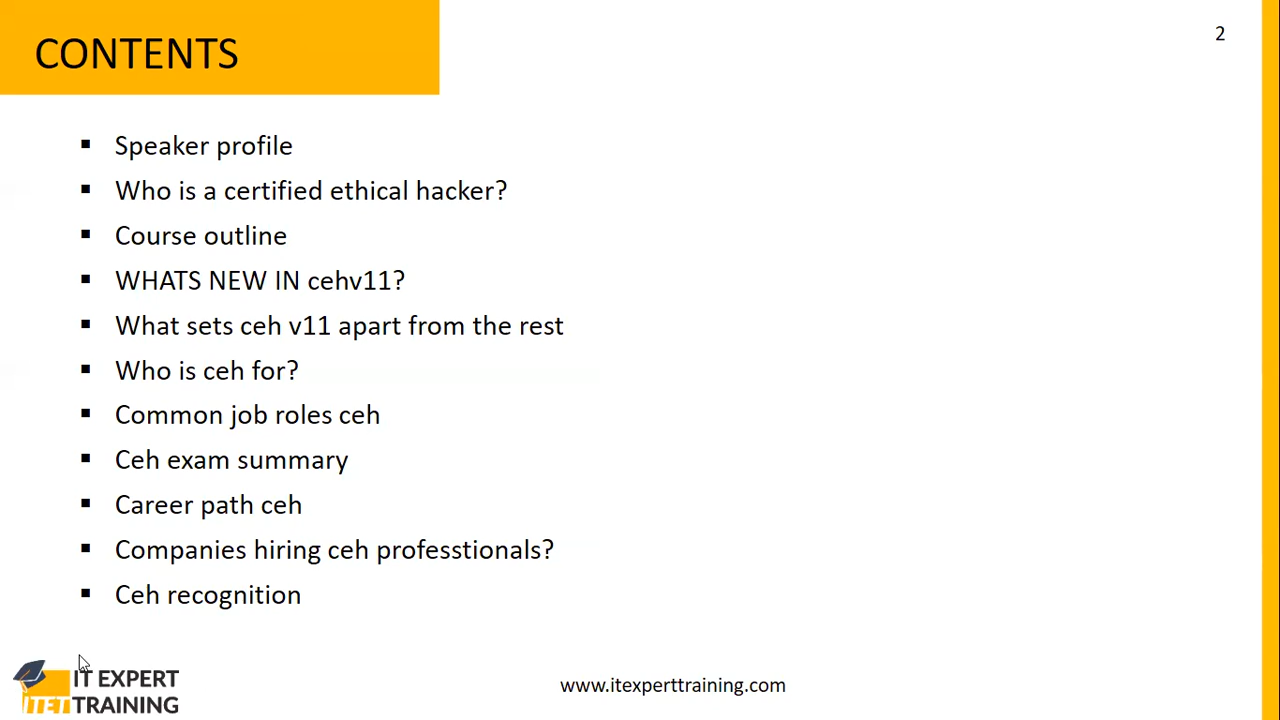 CONTENTS
2
▪ Speaker profile
▪ Who is a certified ethical hacker?
▪ Course outline
▪ WHATS NEW IN cehv11?
▪ What sets ceh v11 apart from the rest
▪ Who is ceh for?
▪ Common job roles ceh
▪ Ceh exam summary
▪ Career path ceh
▪ Companies hiring ceh professtionals?
▪ Ceh recognition
IT EXPERT
ITET TRAINING
www.itexperttraining.com